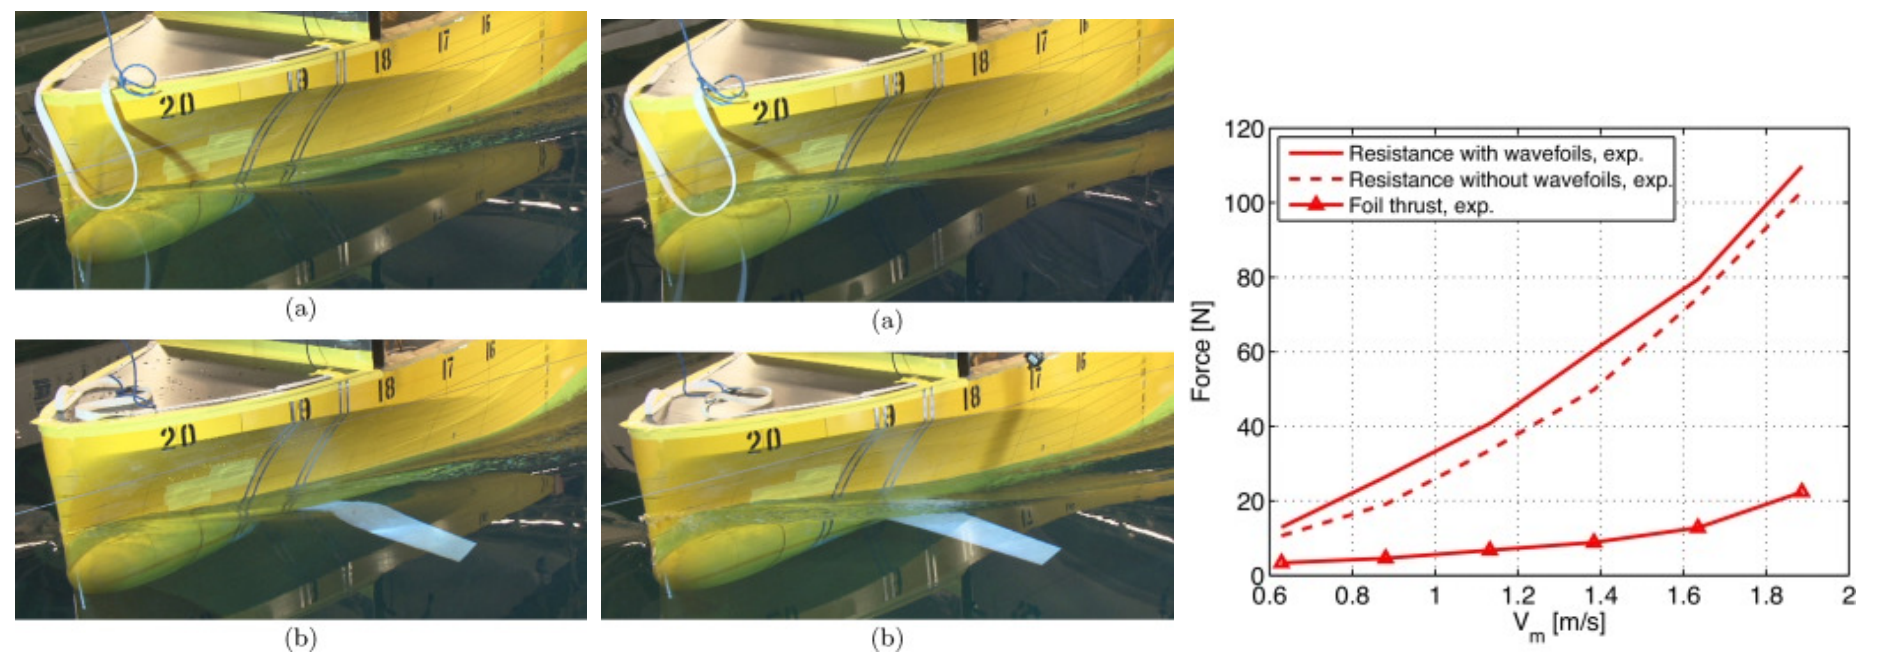 20 19 18 17 16
(a)
20 19 18 17 16
(a)
20 19 18 17 16
(b)
20 19 18 17 16
(b)
120
100
80
60
40
20
0
0.6 0.8 1 1.2 1.4 1.6 1.8 2
Force [N]
Vm [m/s]
Resistance with wavefoils, exp.
Resistance without wavefoils, exp.
Foil thrust, exp.